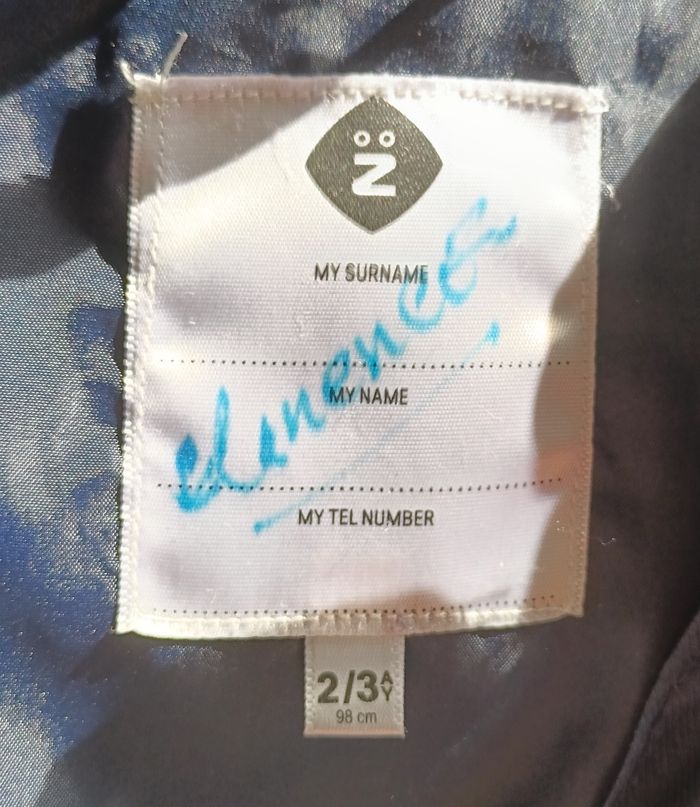 N̈
MY SURNAME
MY NAME
MY TEL NUMBER
2/3 A/Y
98 cm